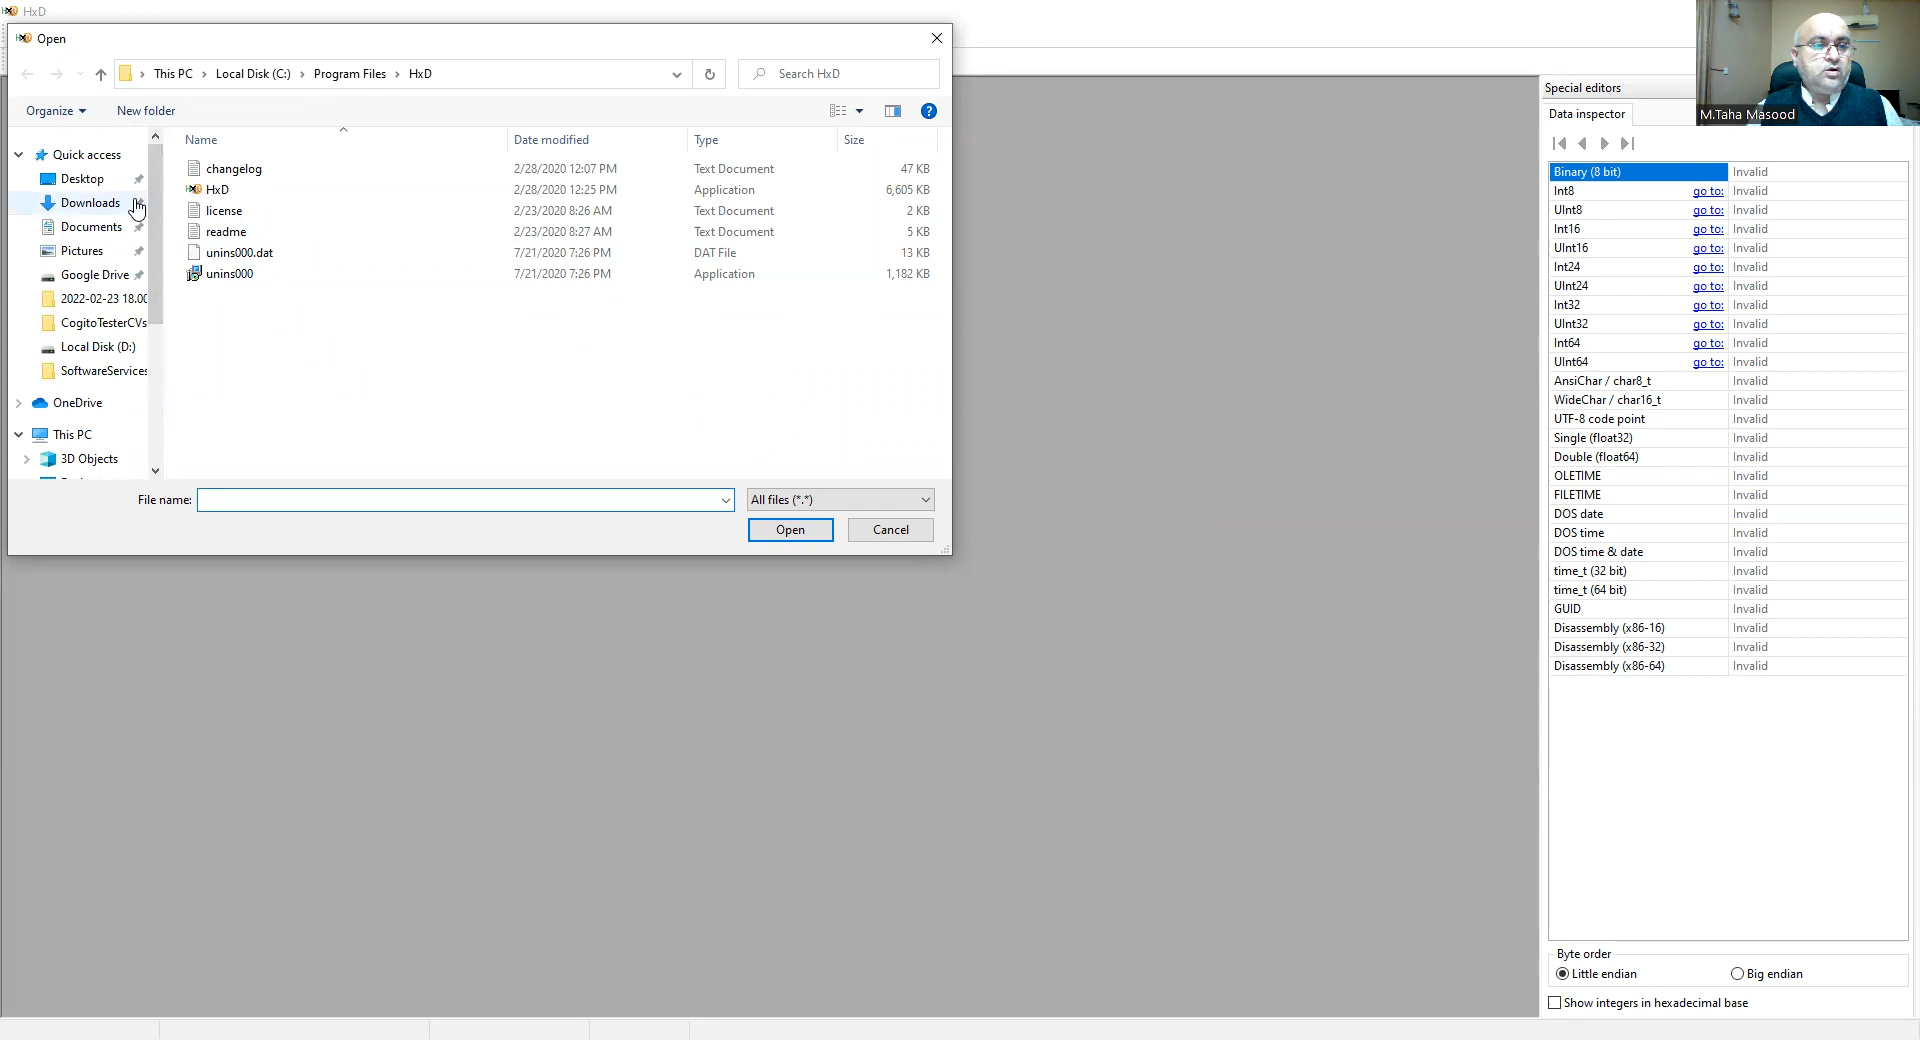 HxD
Open
This PC > Local Disk (C:) > Program Files > HxD
Search HxD
Organize
New folder
Name Date modified Type Size
Quick access
Desktop
Downloads
Documents
Pictures
Google Drive
2022-02-23 18.00
CogitoTesterCVs
Local Disk (D:)
SoftwareServices
OneDrive
This PC
3D Objects
changelog 2/28/2020 12:07 PM Text Document 47 KB
HxD 2/28/2020 12:25 PM Application 6,605 KB
license 2/23/2020 8:26 AM Text Document 2 KB
readme 2/23/2020 8:27 AM Text Document 5 KB
unins000.dat 7/21/2020 7:26 PM DAT File 13 KB
unins000 7/21/2020 7:26 PM Application 1,182 KB
File name:
All files (*.*)
Open Cancel
M.Taha Masood
Special editors
Data inspector
Binary (8 bit) Invalid
Int8 go to: Invalid
UInt8 go to: Invalid
Int16 go to: Invalid
UInt16 go to: Invalid
Int24 go to: Invalid
UInt24 go to: Invalid
Int32 go to: Invalid
UInt32 go to: Invalid
Int64 go to: Invalid
UInt64 go to: Invalid
AnsiChar / char8_t Invalid
WideChar / char16_t Invalid
UTF-8 code point Invalid
Single (float32) Invalid
Double (float64) Invalid
OLETIME Invalid
FILETIME Invalid
DOS date Invalid
DOS time Invalid
DOS time & date Invalid
time_t (32 bit) Invalid
time_t (64 bit) Invalid
GUID Invalid
Disassembly (x86-16) Invalid
Disassembly (x86-32) Invalid
Disassembly (x86-64) Invalid
Byte order
Little endian Big endian
Show integers in hexadecimal base